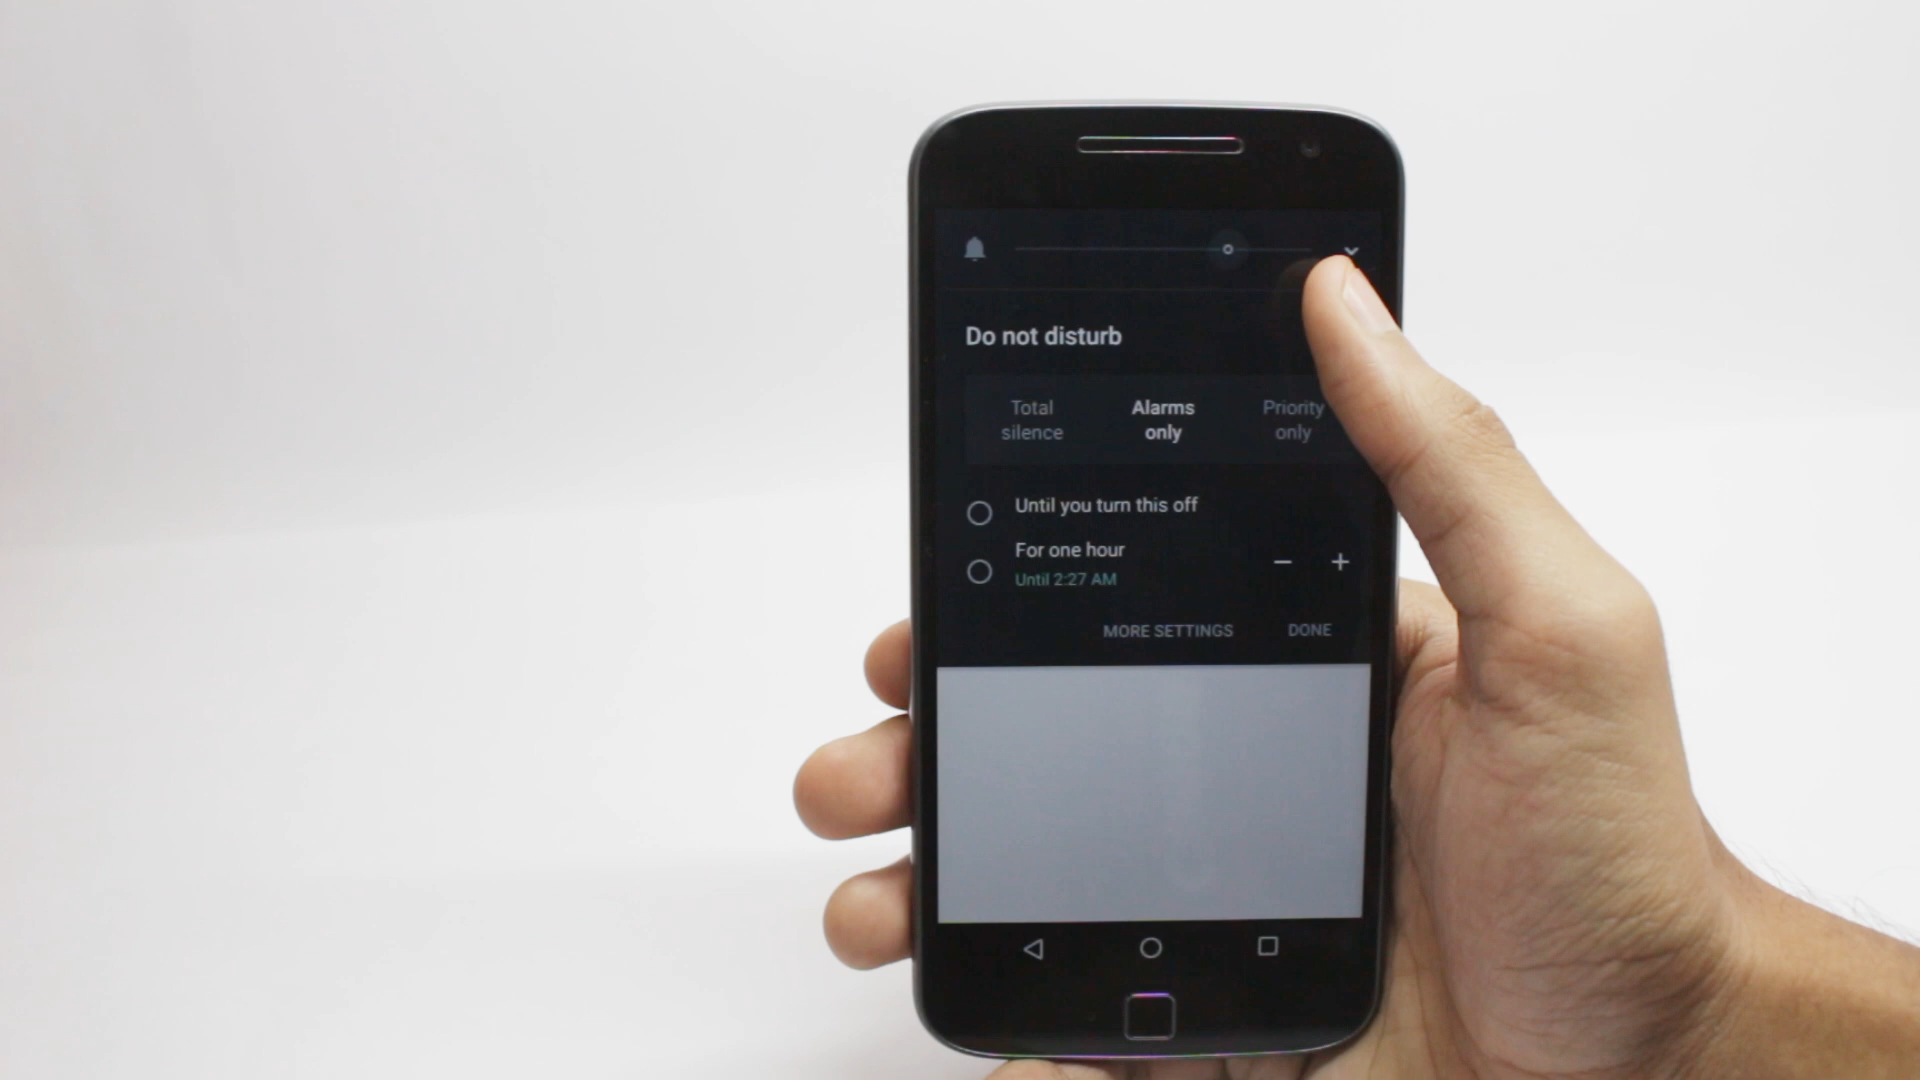 Do not disturb
Total silence
Alarms only
Priority only
Until you turn this off
For one hour
Until 2:27 AM
MORE SETTINGS DONE